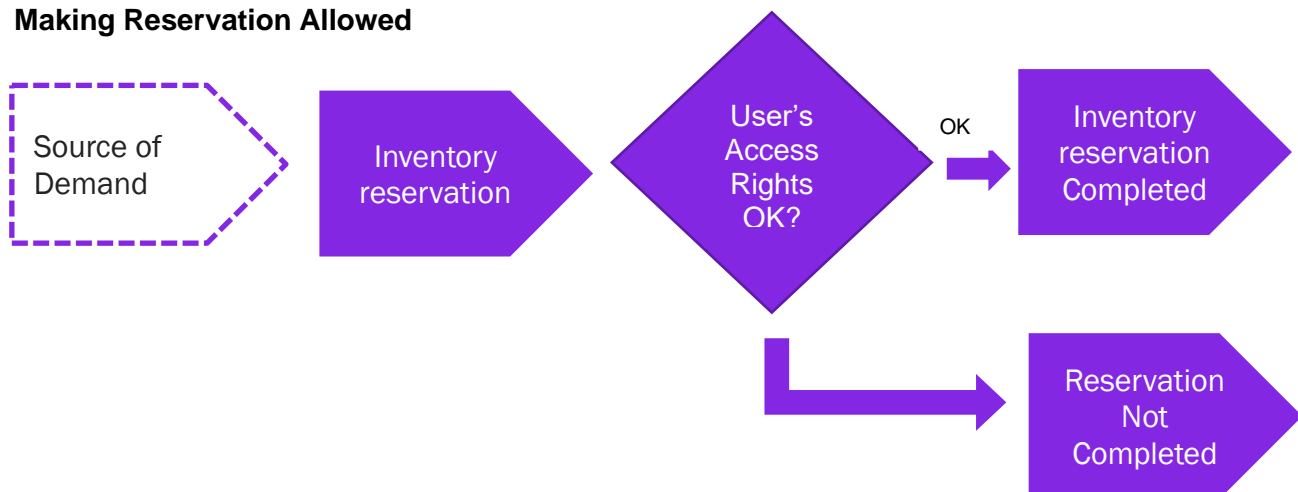 Making Reservation Allowed
Source of
Demand
Inventory
reservation
User's
Access
Rights
OK?
OK
Inventory
reservation
Completed
Reservation
Not
Completed